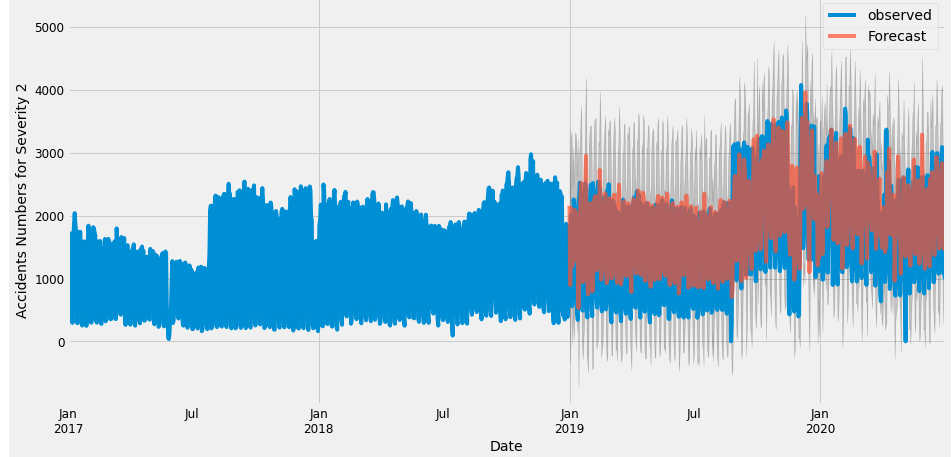 observed
Forecast
Accidents Numbers for Severity 2
5000
4000
3000
2000
1000
0
Jan Jul Jan Jul Jan Jul Jan
2017 2018 2019 2020
Date